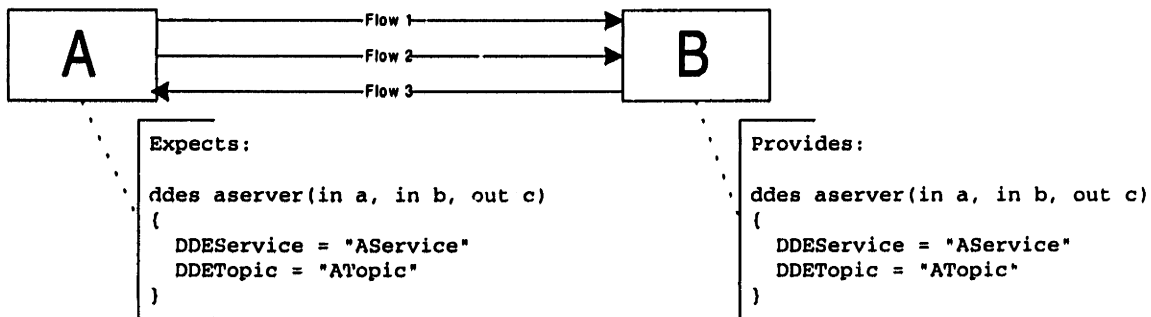 A
Flow 1
Flow 2
Flow 3
B
Expects:
ddes aserver(in a, in b, out c)
{
DDEService = "AService"
DDETopic = "ATopic"
}
Provides:
ddes aserver(in a, in b, out c)
{
DDEService = "AService"
DDETopic = "ATopic"
}